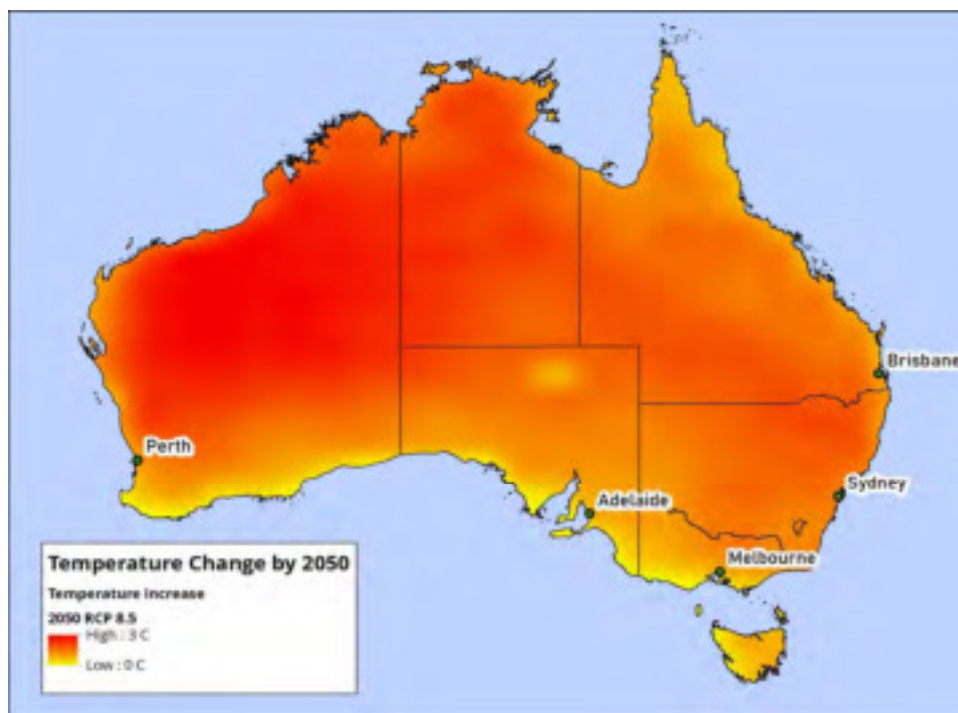 Brisbane
Perth
Sydney
Adelaide
Melbourne
Temperature Change by 2050
Temperature Increase
2050 RCP 8.5
High : 3 C
Low : 0 C